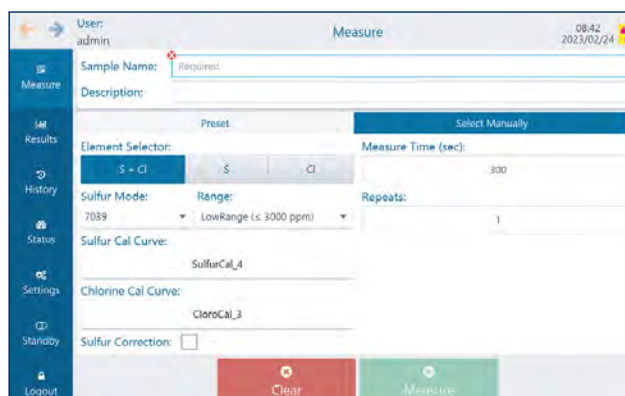 User:
admin
Measure
08:42
2023/02/24
Measure
Results
History
Status
Settings
Standby
Logout
Sample Name:
Required
Description:
Preset
Select Manually
Element Selector:
S + Cl
S
Cl
Measure Time (sec):
300
Sulfur Mode:
Range:
Repeats:
7039
LowRange (≤ 3000 ppm)
1
Sulfur Cal Curve:
SulfurCal_4
Chlorine Cal Curve:
CloroCal_3
Sulfur Correction:
Clear
Measure